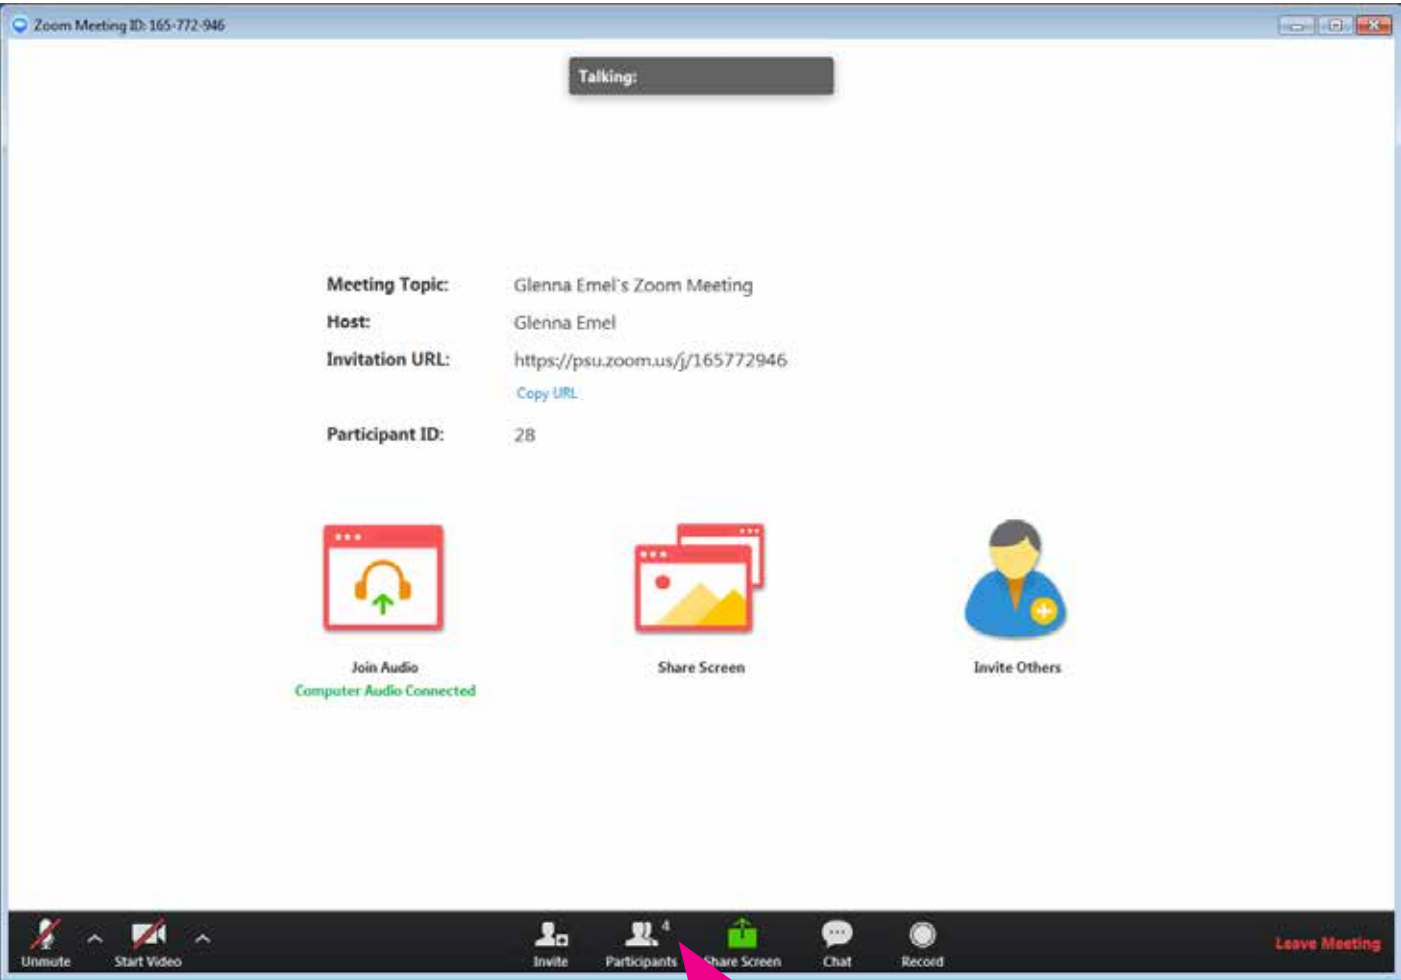 Zoom Meeting ID: 165-772-946
Talking:
Meeting Topic: Glenna Emel's Zoom Meeting
Host: Glenna Emel
Invitation URL: https://psu.zoom.us/j/165772946
Copy URL
Participant ID: 28
Join Audio Share Screen Invite Others
Computer Audio Connected
4
Unmute Start Video Invite Participants Share Screen Chat Record Leave Meeting